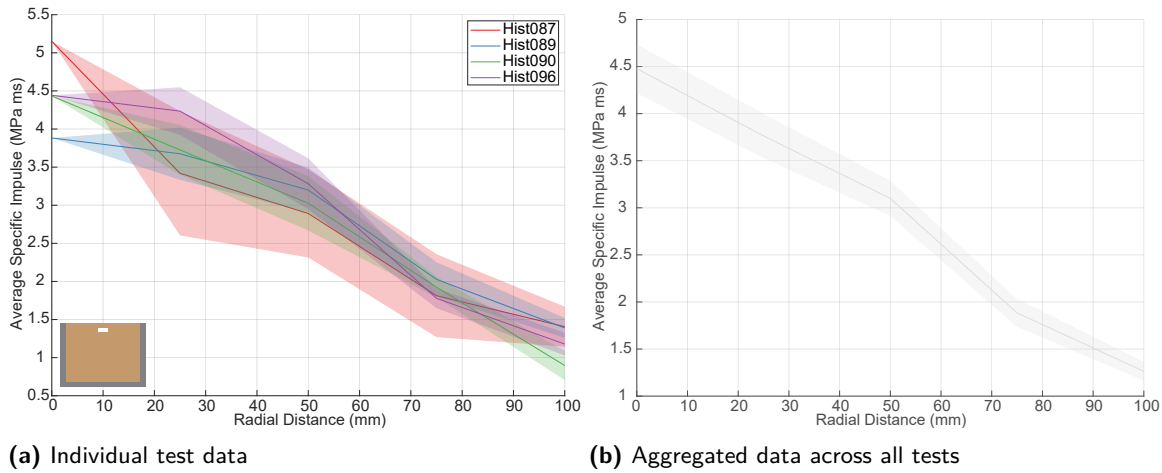 Hist087
Hist089
Hist090
Hist096
Average Specific Impulse (MPa ms)
5.5
5
4.5
4
3.5
3
2.5
2
1.5
1
0.5
0 10 20 30 40 50 60 70 80 90 100
Radial Distance (mm)
(a) Individual test data
Average Specific Impulse (MPa ms)
5
4.5
4
3.5
3
2.5
2
1.5
1
0 10 20 30 40 50 60 70 80 90 100
Radial Distance (mm)
(b) Aggregated data across all tests